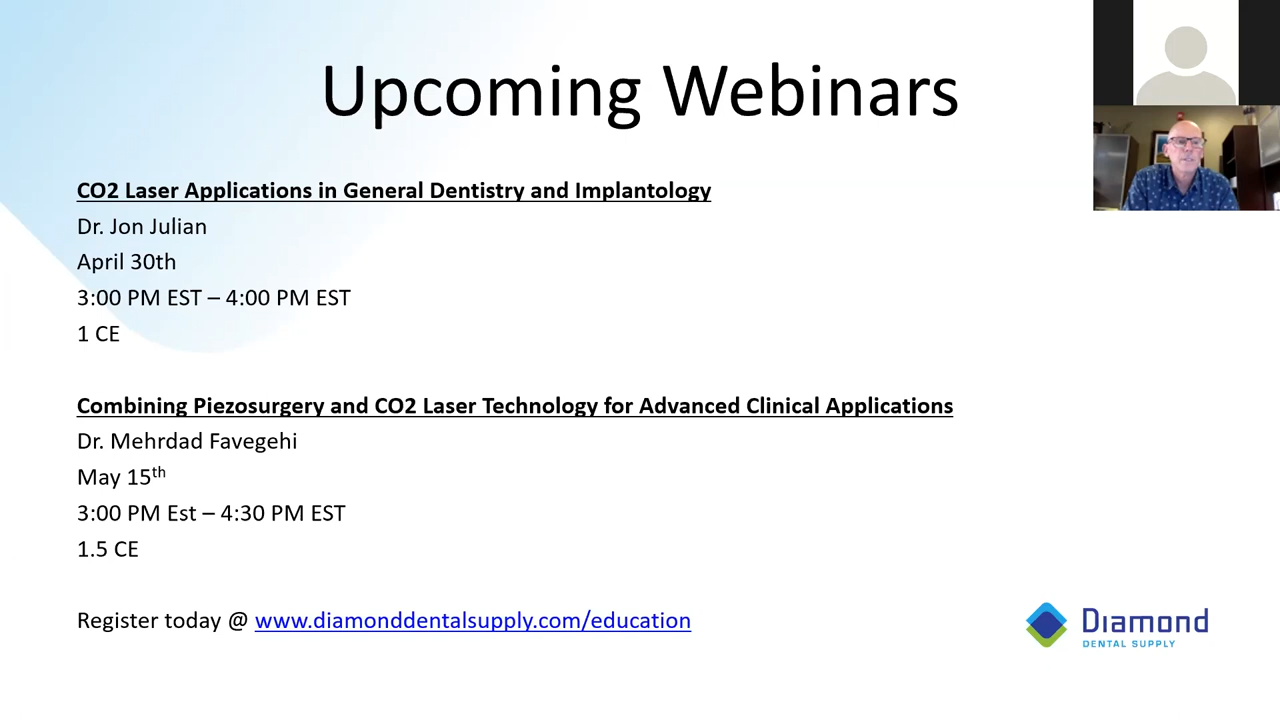 Upcoming Webinars
CO2 Laser Applications in General Dentistry and Implantology
Dr. Jon Julian
April 30th
3:00 PM EST – 4:00 PM EST
1 CE
Combining Piezosurgery and CO2 Laser Technology for Advanced Clinical Applications
Dr. Mehrdad Favegehi
May 15th
3:00 PM Est – 4:30 PM EST
1.5 CE
Register today @ www.diamonddentalsupply.com/education
Diamond
DENTAL SUPPLY